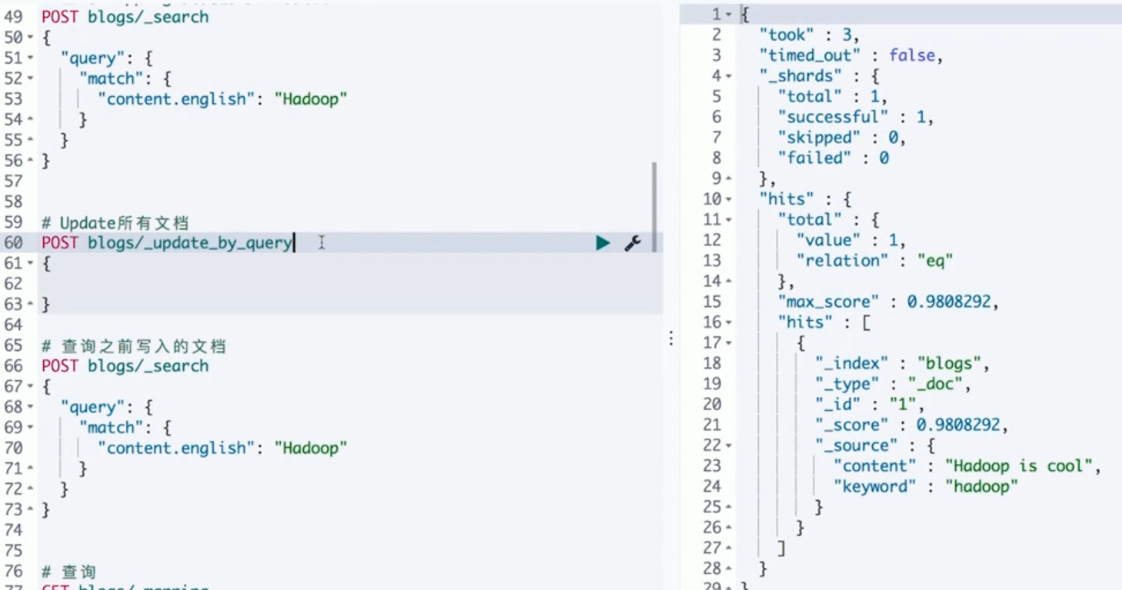 49 POST blogs/_search
50 {
51 "query": {
52 "match": {
53 "content.english": "Hadoop"
54 }
55 }
56 }
57
58
59 # Update所有文档
60 POST blogs/_update_by_query
61 {
62
63 }
64
65 # 查询之前写入的文档
66 POST blogs/_search
67 {
68 "query": {
69 "match": {
70 "content.english": "Hadoop"
71 }
72 }
73 }
74
75
76 # 查询
77 GET blogs/_mapping
1 {
2 "took" : 3,
3 "timed_out" : false,
4 "_shards" : {
5 "total" : 1,
6 "successful" : 1,
7 "skipped" : 0,
8 "failed" : 0
9 },
10 "hits" : {
11 "total" : {
12 "value" : 1,
13 "relation" : "eq"
14 },
15 "max_score" : 0.9808292,
16 "hits" : [
17 {
18 "_index" : "blogs",
19 "_type" : "_doc",
20 "_id" : "1",
21 "_score" : 0.9808292,
22 "_source" : {
23 "content" : "Hadoop is cool",
24 "keyword" : "hadoop"
25 }
26 }
27 ]
28 }
29 }